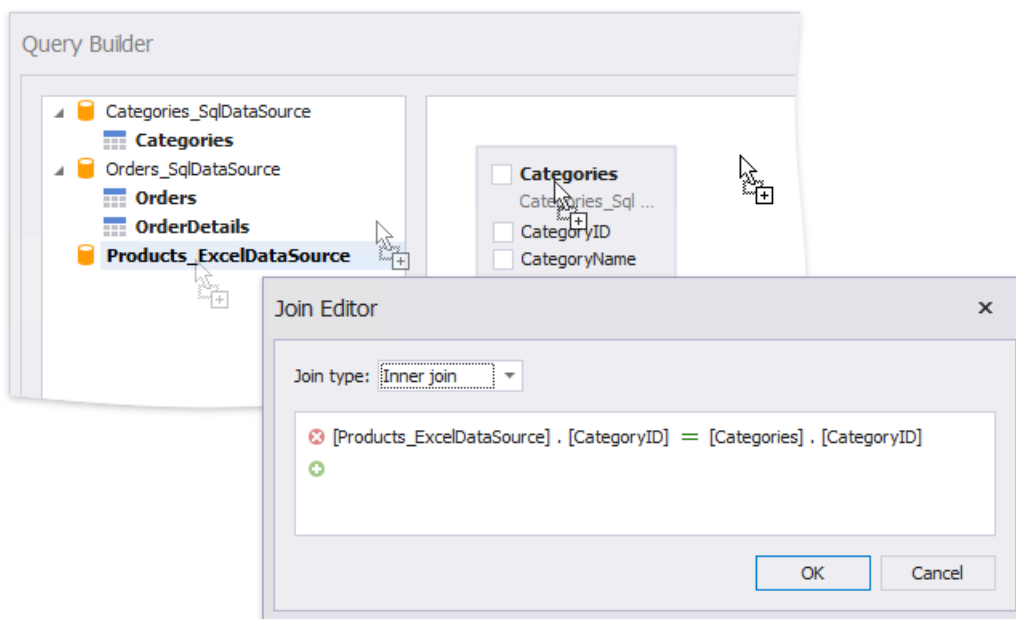 Query Builder
Categories_SqlDataSource
Categories
Orders_SqlDataSource
Orders
OrderDetails
Products_ExcelDataSource
Categories
Categories_Sql ...
CategoryID
CategoryName
Join Editor
Join type: Inner join
[Products_ExcelDataSource] . [CategoryID] = [Categories] . [CategoryID]
OK Cancel